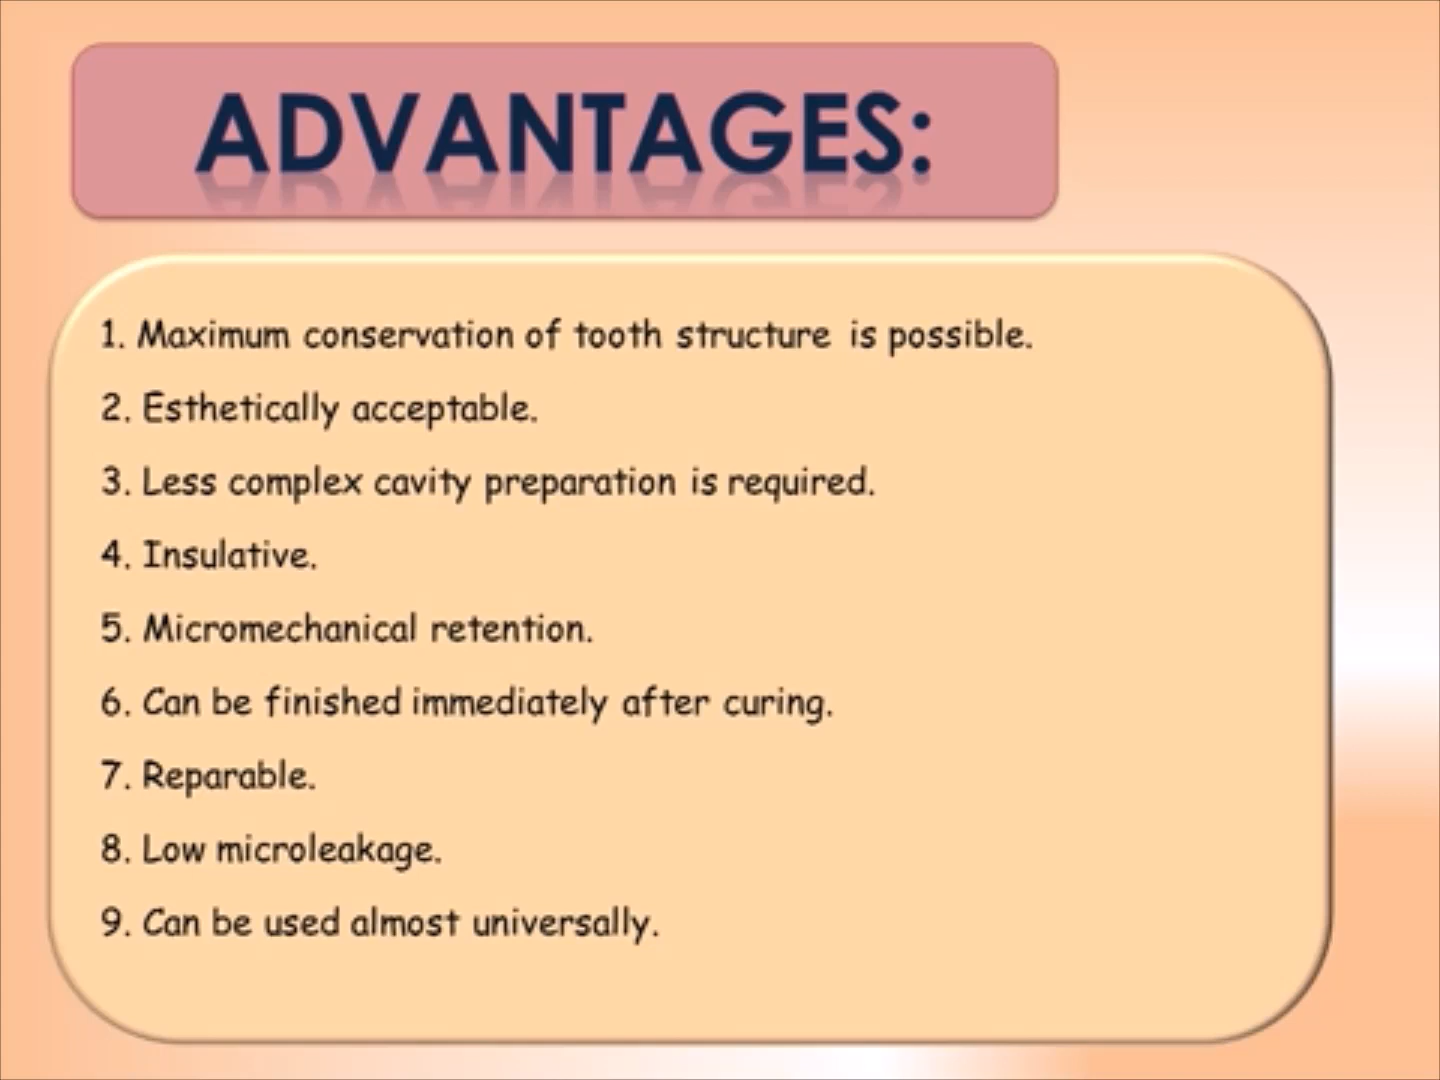 ADVANTAGES:
1. Maximum conservation of tooth structure is possible.
2. Esthetically acceptable.
3. Less complex cavity preparation is required.
4. Insulative.
5. Micromechanical retention.
6. Can be finished immediately after curing.
7. Reparable.
8. Low microleakage.
9. Can be used almost universally.